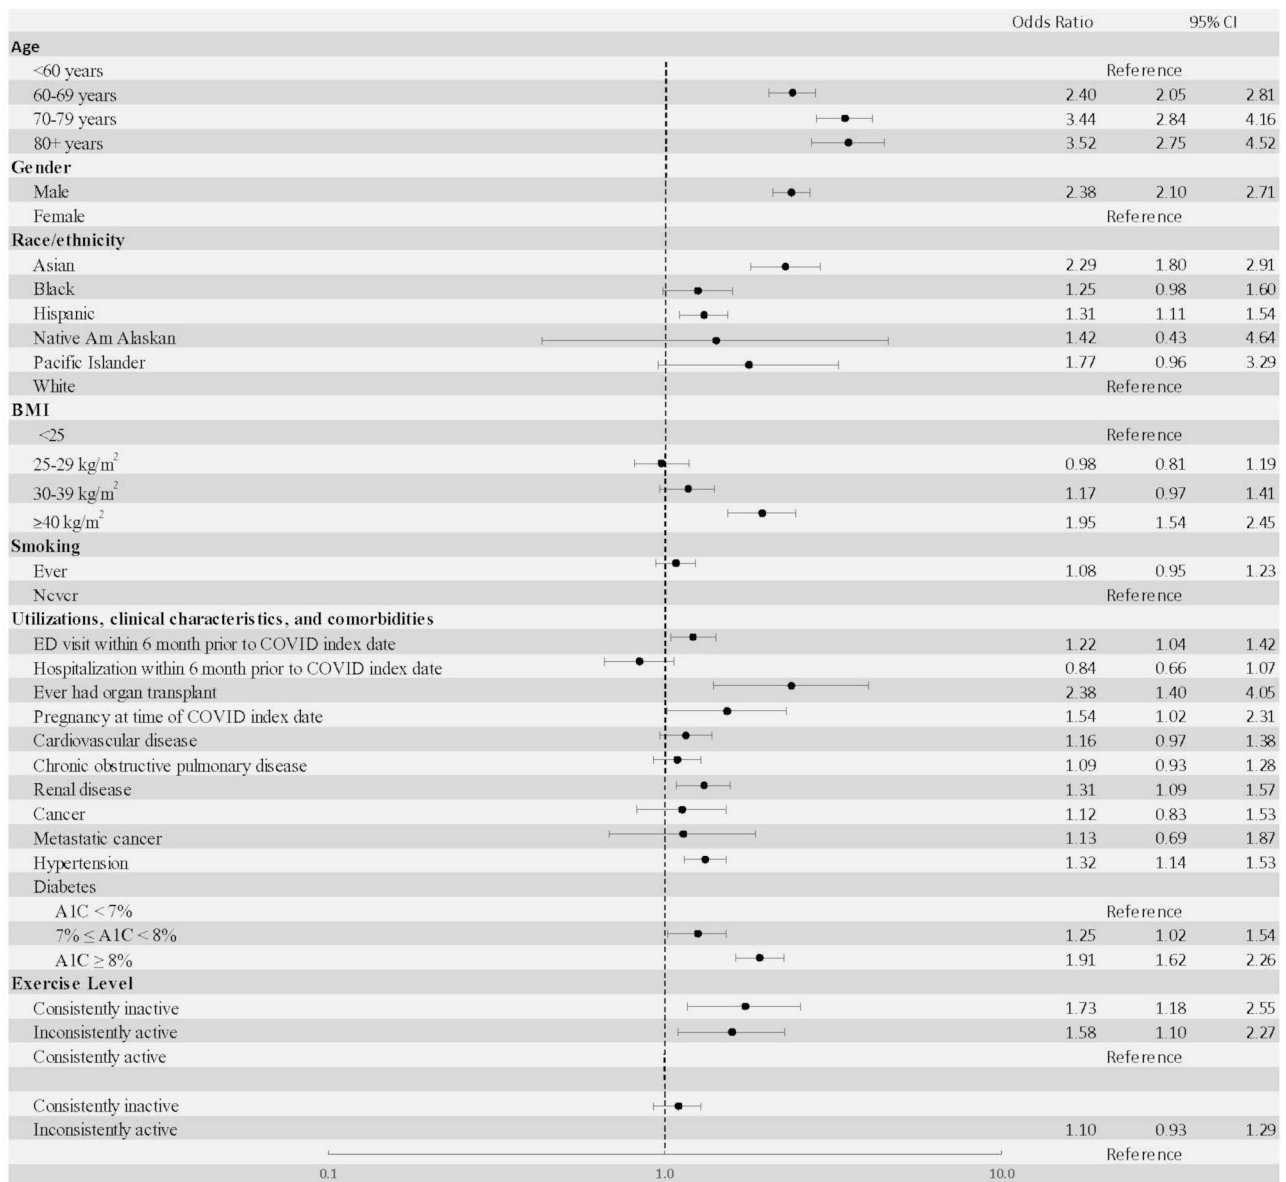 Odds Ratio 95% CI
Age
<60 years Reference
60-69 years 2.40 2.05 2.81
70-79 years 3.44 2.84 4.16
80+ years 3.52 2.75 4.52
Gender
Male 2.38 2.10 2.71
Female Reference
Race/ethnicity
Asian 2.29 1.80 2.91
Black 1.25 0.98 1.60
Hispanic 1.31 1.11 1.54
Native Am Alaskan 1.42 0.43 4.64
Pacific Islander 1.77 0.96 3.29
White Reference
BMI
<25 Reference
25-29 kg/m² 0.98 0.81 1.19
30-39 kg/m² 1.17 0.97 1.41
≥40 kg/m² 1.95 1.54 2.45
Smoking
Ever 1.08 0.95 1.23
Never Reference
Utilizations, clinical characteristics, and comorbidities
ED visit within 6 month prior to COVID index date 1.22 1.04 1.42
Hospitalization within 6 month prior to COVID index date 0.84 0.66 1.07
Ever had organ transplant 2.38 1.40 4.05
Pregnancy at time of COVID index date 1.54 1.02 2.31
Cardiovascular disease 1.16 0.97 1.38
Chronic obstructive pulmonary disease 1.09 0.93 1.28
Renal disease 1.31 1.09 1.57
Cancer 1.12 0.83 1.53
Metastatic cancer 1.13 0.69 1.87
Hypertension 1.32 1.14 1.53
Diabetes
A1C < 7% Reference
7% ≤ A1C < 8% 1.25 1.02 1.54
A1C ≥ 8% 1.91 1.62 2.26
Exercise Level
Consistently inactive 1.73 1.18 2.55
Inconsistently active 1.58 1.10 2.27
Consistently active Reference
Consistently inactive
Inconsistently active 1.10 0.93 1.29
Reference
0.1 1.0 10.0